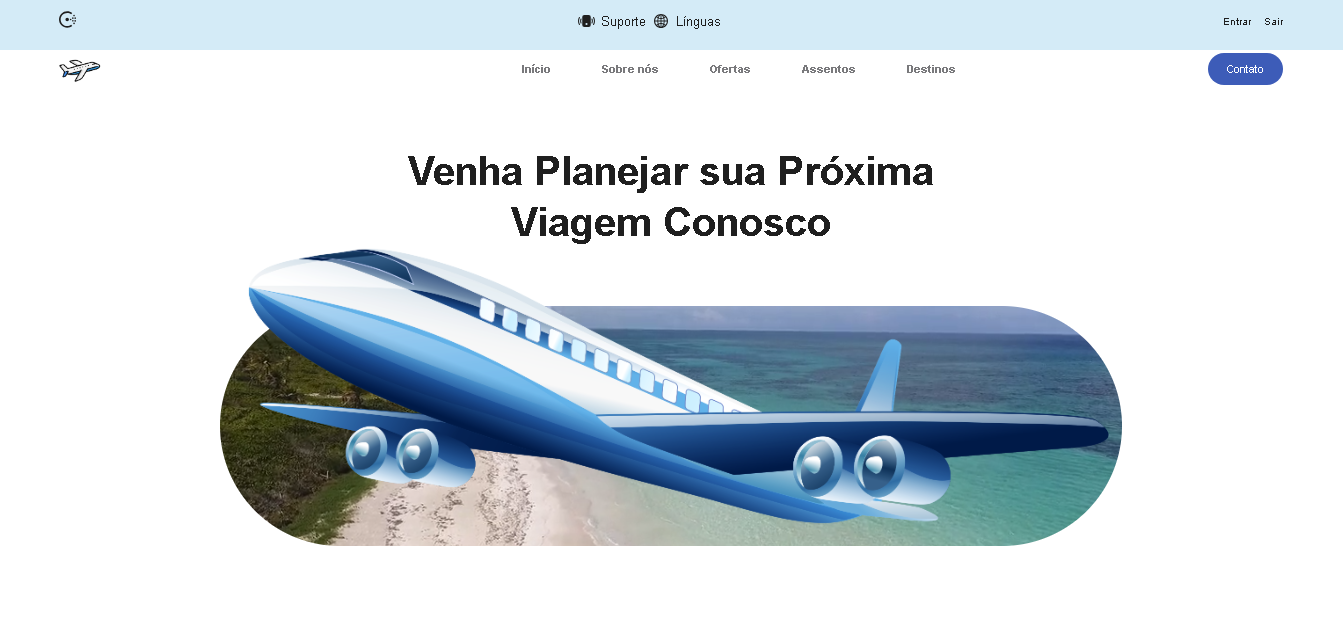 Suporte Línguas
Entrar Sair
Início Sobre nós Ofertas Assentos Destinos
Contato
Venha Planejar sua Próxima
Viagem Conosco